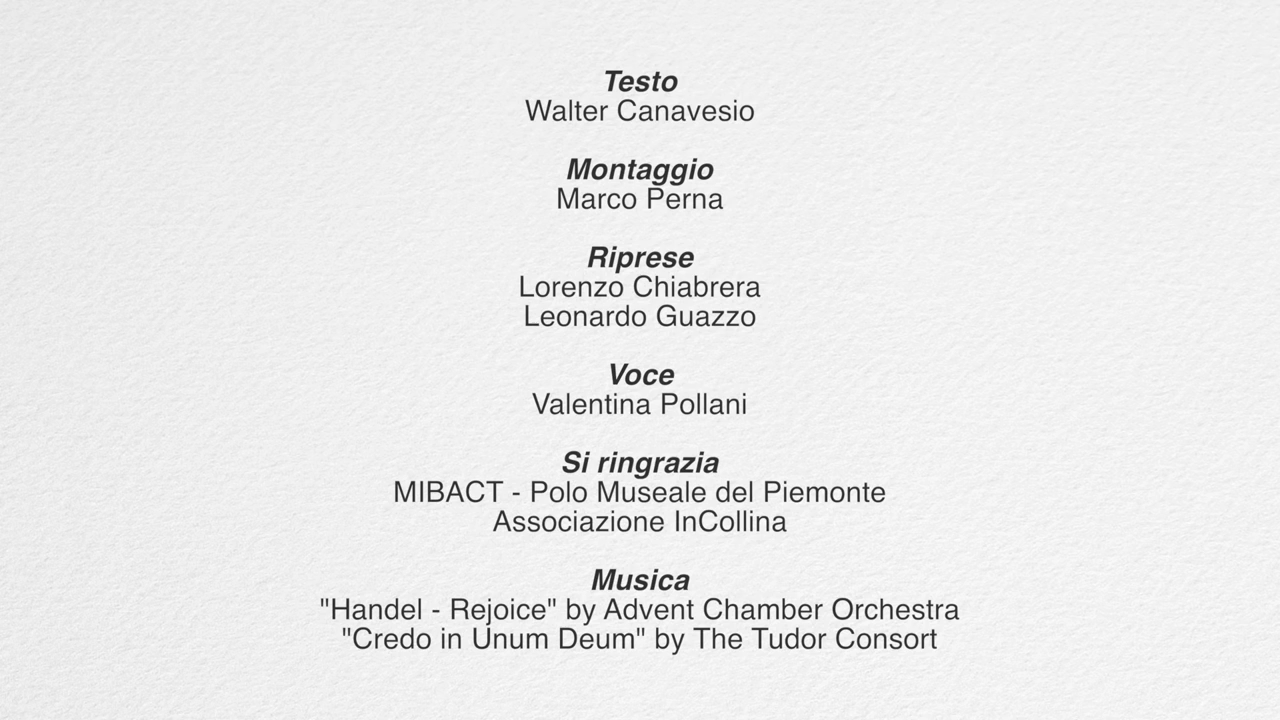 Testo
Walter Canavesio
Montaggio
Marco Perna
Riprese
Lorenzo Chiabrera
Leonardo Guazzo
Voce
Valentina Pollani
Si ringrazia
MIBACT - Polo Museale del Piemonte
Associazione InCollina
Musica
"Handel - Rejoice" by Advent Chamber Orchestra
"Credo in Unum Deum" by The Tudor Consort